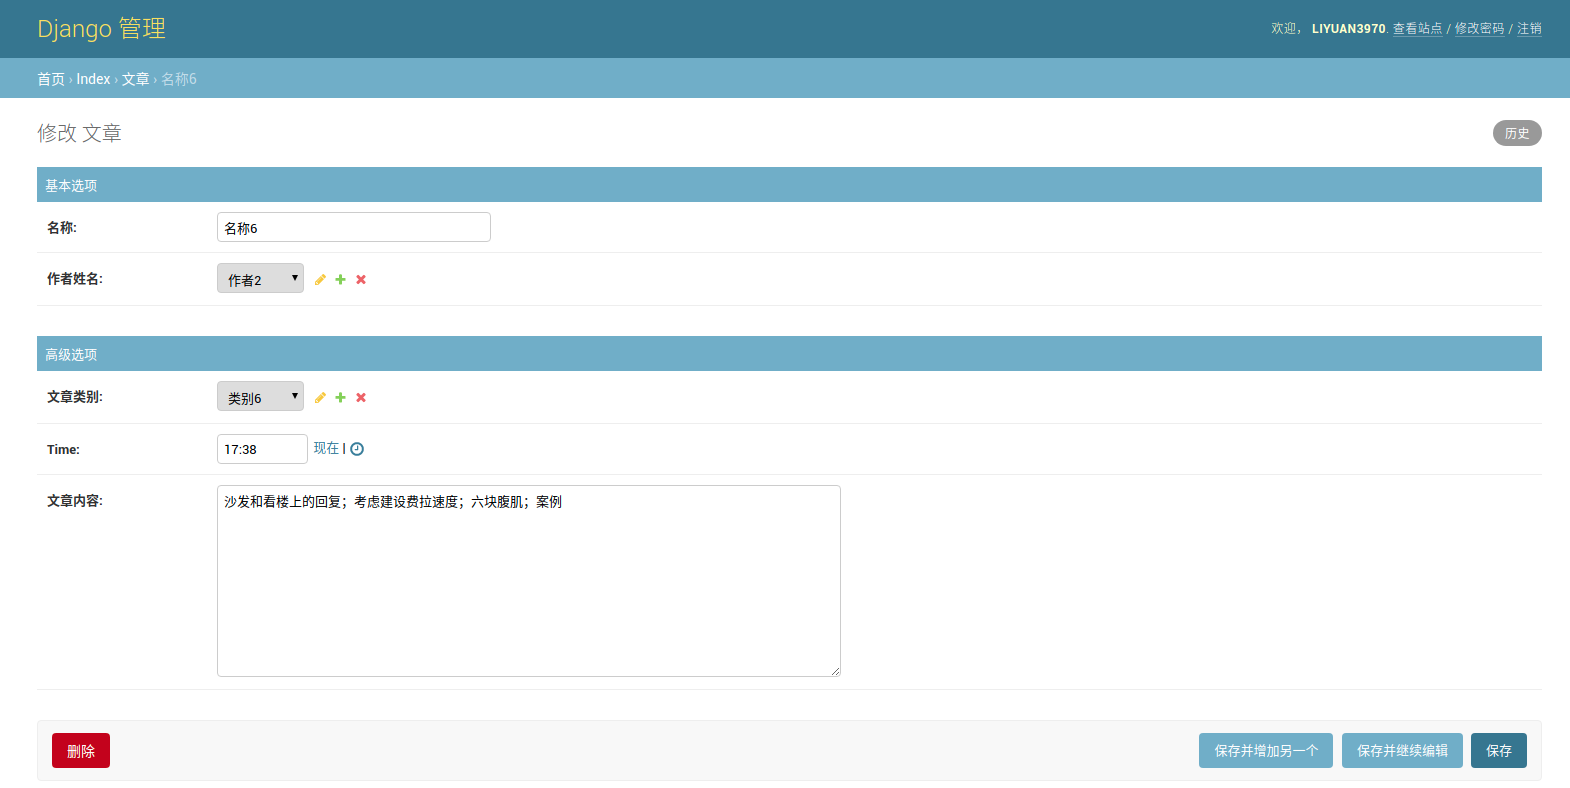 Django 管理
欢迎， LIYUAN3970. 查看站点 / 修改密码 / 注销
首页 › Index › 文章 › 名称6
修改 文章
历史
基本选项
名称: 名称6
作者姓名: 作者2
高级选项
文章类别: 类别6
Time: 17:38 现在 |
文章内容: 沙发和看楼上的回复；考虑建设费拉速度；六块腹肌；案例
删除 保存并增加另一个 保存并继续编辑 保存